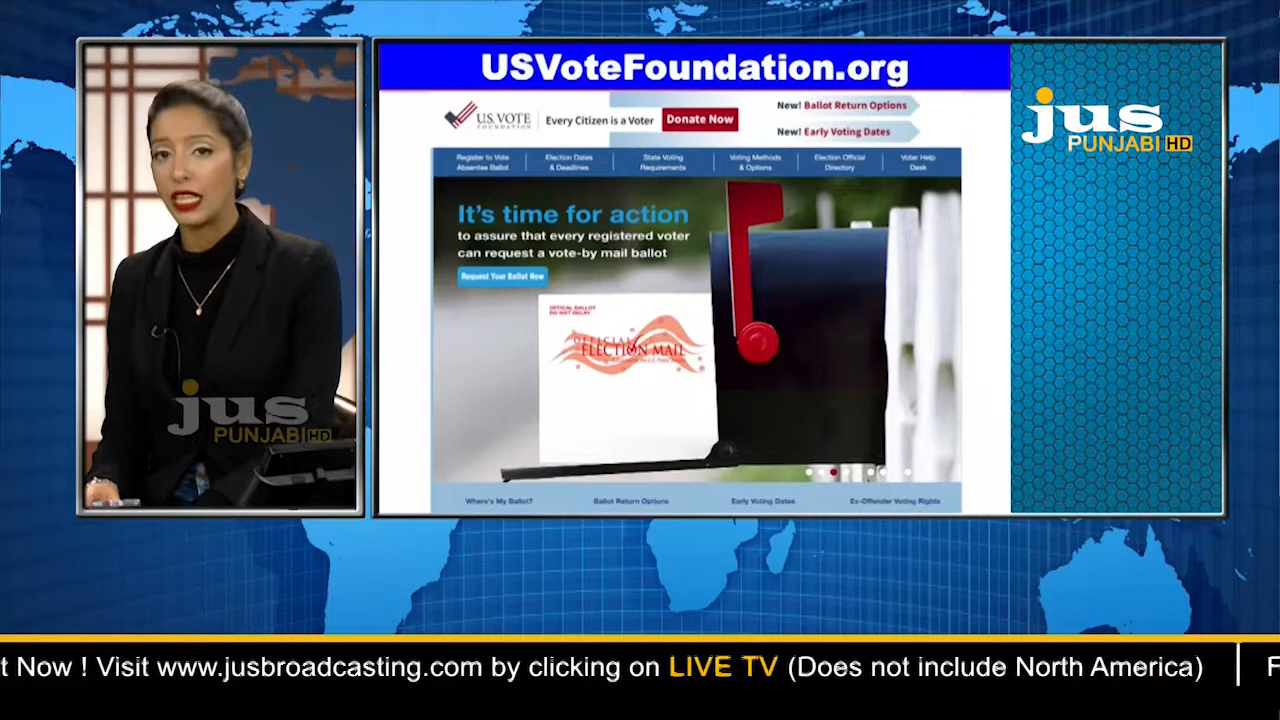 USVoteFoundation.org
U.S. VOTE
FOUNDATION
Every Citizen is a Voter
Donate Now
New! Ballot Return Options
New! Early Voting Dates
Register to Vote
Absentee Ballot
Election Dates
& Deadlines
State Voting
Requirements
Voting Methods
& Options
Election Official
Directory
Voter Help
Desk
It's time for action
to assure that every registered voter
can request a vote-by mail ballot
Request Your Ballot Now
OFFICIAL BALLOT
DO NOT DELAY
OFFICIAL
ELECTION MAIL
Where's My Ballot?
Ballot Return Options
Early Voting Dates
Ex-Offender Voting Rights
jus
PUNJABI HD
jus
PUNJABI HD
t Now ! Visit www.jusbroadcasting.com by clicking on LIVE TV (Does not include North America)
F